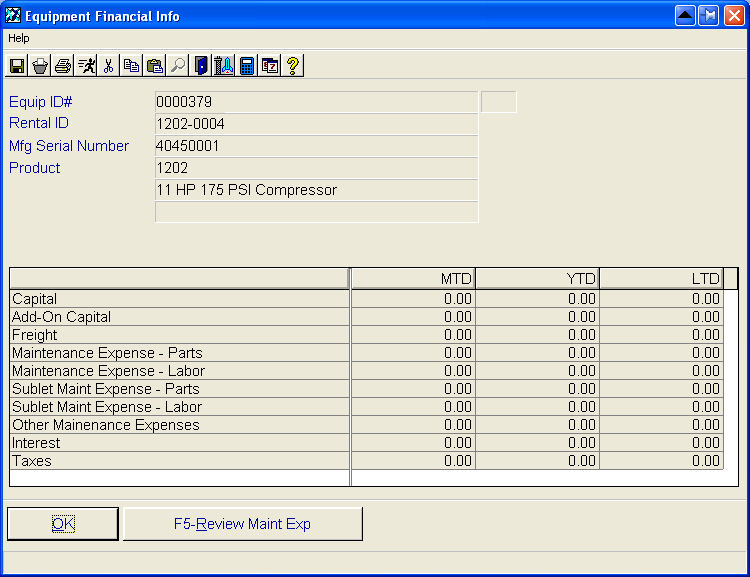 Equipment Financial Info
Help
Equip ID# 0000379
Rental ID 1202-0004
Mfg Serial Number 40450001
Product 1202
11 HP 175 PSI Compressor
MTD YTD LTD
Capital 0.00 0.00 0.00
Add-On Capital 0.00 0.00 0.00
Freight 0.00 0.00 0.00
Maintenance Expense - Parts 0.00 0.00 0.00
Maintenance Expense - Labor 0.00 0.00 0.00
Sublet Maint Expense - Parts 0.00 0.00 0.00
Sublet Maint Expense - Labor 0.00 0.00 0.00
Other Mainenance Expenses 0.00 0.00 0.00
Interest 0.00 0.00 0.00
Taxes 0.00 0.00 0.00
OK F5-Review Maint Exp